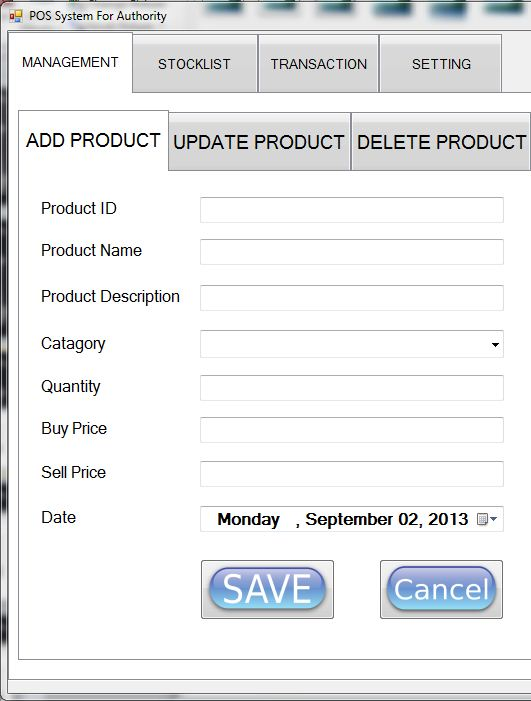 POS System For Authority
MANAGEMENT STOCKLIST TRANSACTION SETTING
ADD PRODUCT UPDATE PRODUCT DELETE PRODUCT
Product ID
Product Name
Product Description
Catagory
Quantity
Buy Price
Sell Price
Date Monday , September 02, 2013
SAVE Cancel